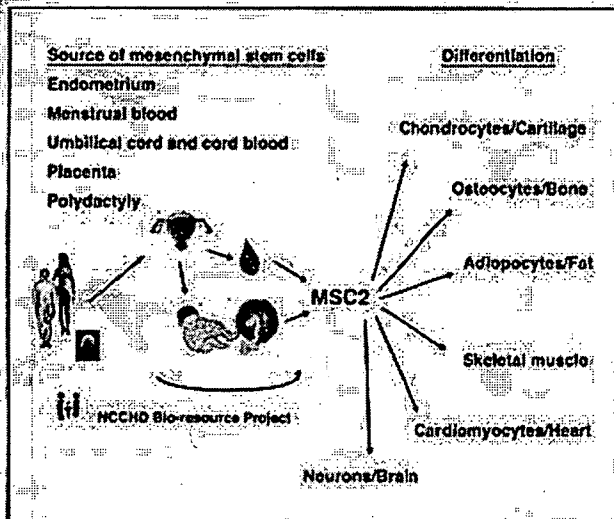 Source of mesenchymal stem cells
Endometrium
Menstrual blood
Umbilical cord and cord blood
Placenta
Polydactyly
Differentiation
Chondrocytes/Cartilage
Osteocytes/Bone
Adiopocytes/Fat
Skeletal muscle
Cardiomyocytes/Heart
Neurons/Brain
MSC2
NCCHD Bio-resource Project